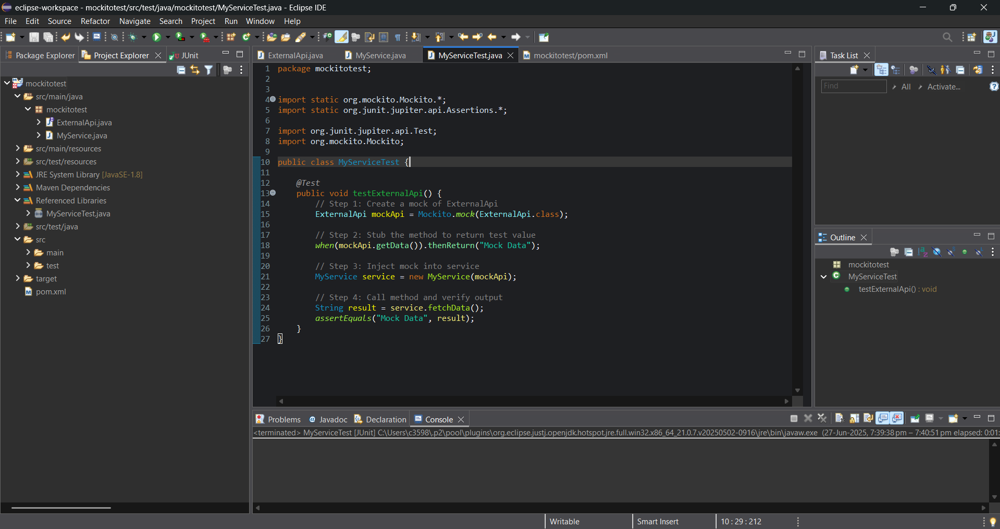 eclipse-workspace - mockitotest/src/test/java/mockitotest/MyServiceTest.java - Eclipse IDE
File Edit Source Refactor Navigate Search Project Run Window Help
Package Explorer Project Explorer JUnit
mockitotest
src/main/java
mockitotest
ExternalApi.java
MyService.java
src/main/resources
src/test/resources
JRE System Library [JavaSE-1.8]
Maven Dependencies
Referenced Libraries
MyServiceTest.java
src/test/java
src
main
test
target
pom.xml
ExternalApi.java MyService.java MyServiceTest.java mockitotest/pom.xml
1 package mockitotest;
2
3
4 import static org.mockito.Mockito.*;
5 import static org.junit.jupiter.api.Assertions.*;
6
7 import org.junit.jupiter.api.Test;
8 import org.mockito.Mockito;
9
10 public class MyServiceTest {
11
12 @Test
13 public void testExternalApi() {
14 // Step 1: Create a mock of ExternalApi
15 ExternalApi mockApi = Mockito.mock(ExternalApi.class);
16
17 // Step 2: Stub the method to return test value
18 when(mockApi.getData()).thenReturn("Mock Data");
19
20 // Step 3: Inject mock into service
21 MyService service = new MyService(mockApi);
22
23 // Step 4: Call method and verify output
24 String result = service.fetchData();
25 assertEquals("Mock Data", result);
26 }
27 }
Task List
Find All Activate...
Outline
mockitotest
MyServiceTest
testExternalApi() : void
Problems Javadoc Declaration Console
<terminated> MyServiceTest [JUnit] C:\Users\c3598\.p2\pool\plugins\org.eclipse.justj.openjdk.hotspot.jre.full.win32.x86_64_21.0.7.v20250502-0916\jre\bin\javaw.exe (27-Jun-2025, 7:39:38 pm – 7:40:51 pm elapsed: 0:01:
Writable Smart Insert 10 : 29 : 212